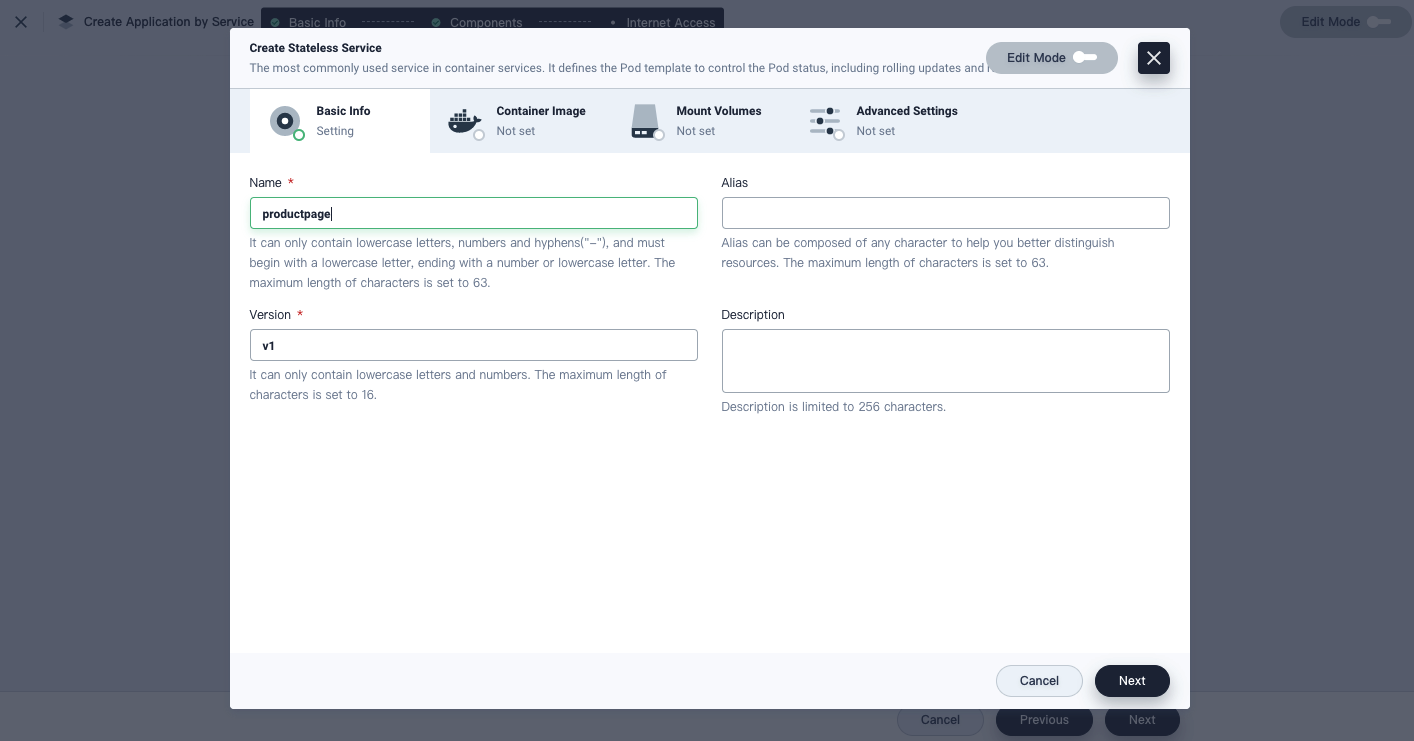 Create Application by Service
Basic Info
Components
Internet Access
Edit Mode
Create Stateless Service
The most commonly used service in container services. It defines the Pod template to control the Pod status, including rolling updates and
Edit Mode
Basic Info
Setting
Container Image
Not set
Mount Volumes
Not set
Advanced Settings
Not set
Name *
productpage
It can only contain lowercase letters, numbers and hyphens("-"), and must
begin with a lowercase letter, ending with a number or lowercase letter. The
maximum length of characters is set to 63.
Alias
Alias can be composed of any character to help you better distinguish
resources. The maximum length of characters is set to 63.
Version *
v1
It can only contain lowercase letters and numbers. The maximum length of
characters is set to 16.
Description
Description is limited to 256 characters.
Cancel
Next
Cancel
Previous
Next